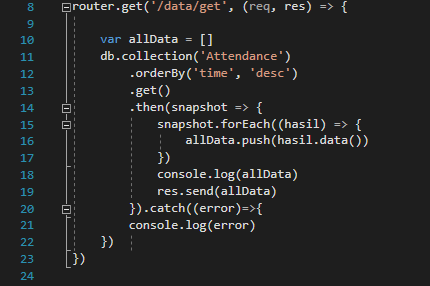 8 router.get('/data/get', (req, res) => {
9
10 var allData = []
11 db.collection('Attendance')
12 .orderBy('time', 'desc')
13 .get()
14 .then(snapshot => {
15 snapshot.forEach((hasil) => {
16 allData.push(hasil.data())
17 })
18 console.log(allData)
19 res.send(allData)
20 }).catch((error)=>{
21 console.log(error)
22 })
23 })
24